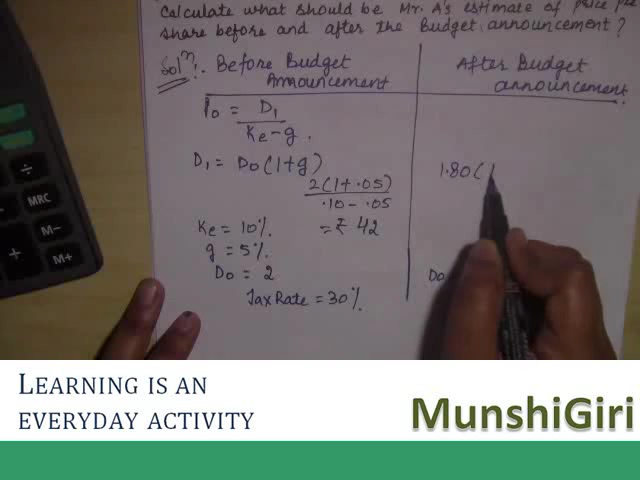 Calculate what should be Mr. A's estimate of price per
share before and after the Budget announcement?
Solⁿ:. Before Budget Announcement
After Budget announcement
P₀ = D₁ / Ke - g.
D₁ = D₀ (1 + g)
2 (1 + .05) / .10 - .05
= ₹ 42
Ke = 10%
g = 5%
D₀ = 2
Tax Rate = 30%.
1.80 (1
D₀
LEARNING IS AN
EVERYDAY ACTIVITY
MunshiGiri
MRC
M-
M+